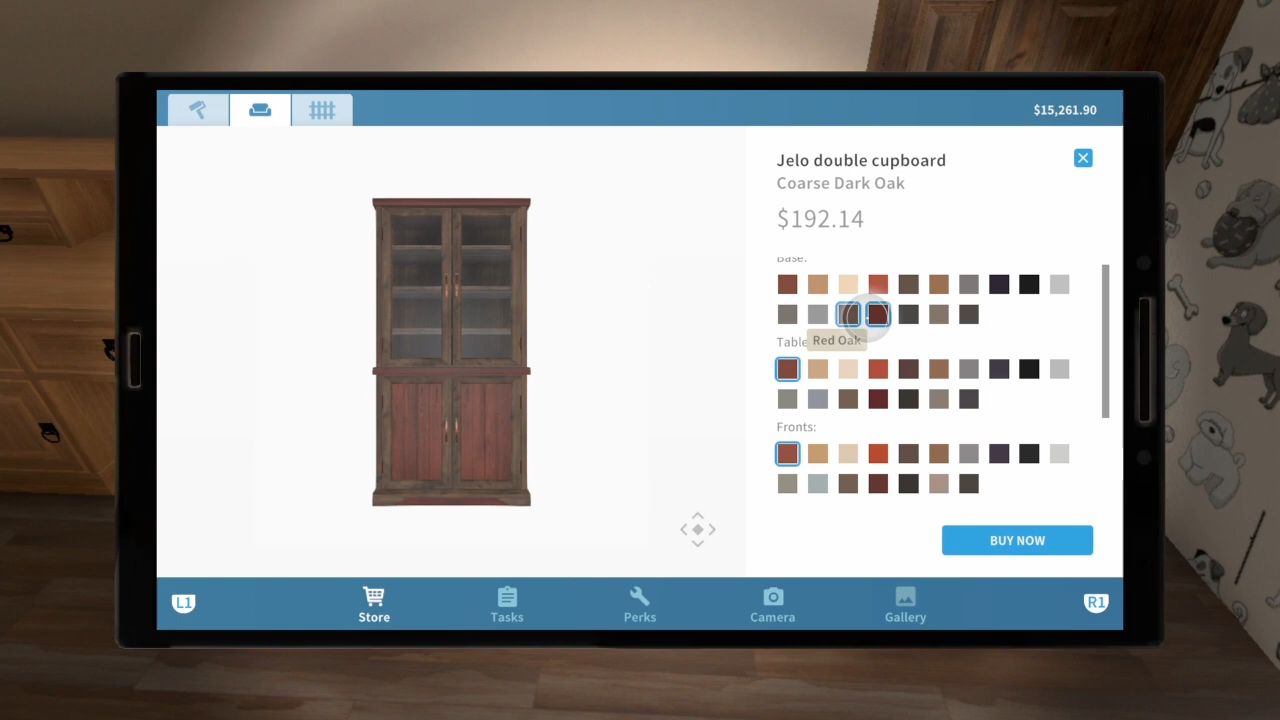 $15,261.90
Jelo double cupboard
Coarse Dark Oak
$192.14
Base:
Red Oak
Table
Fronts:
BUY NOW
L1
Store
Tasks
Perks
Camera
Gallery
R1